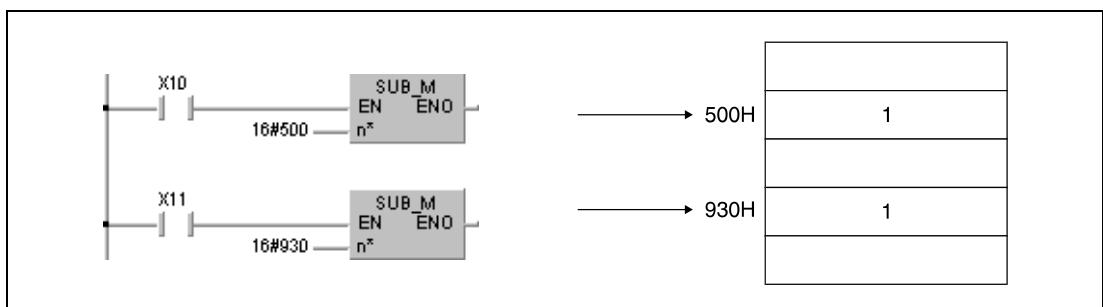 X10
SUB_M
EN ENO
16#500 n*
500H 1
X11
SUB_M
EN ENO
16#930 n*
930H 1